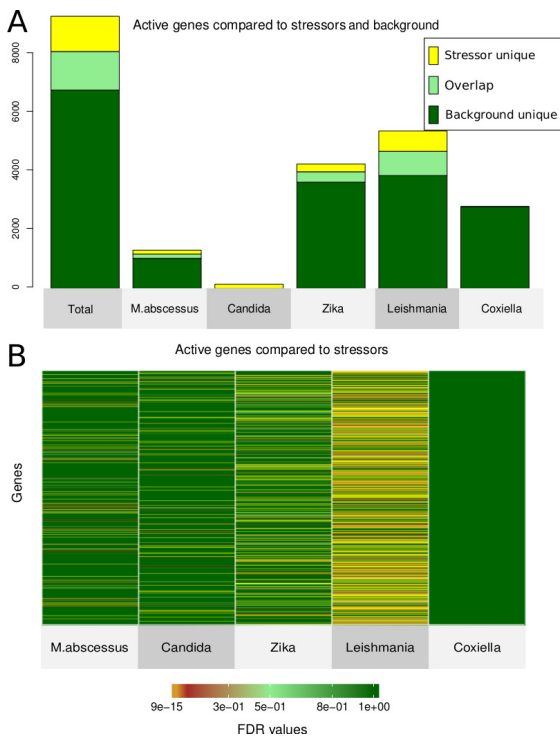 A
Active genes compared to stressors and background
Stressor unique
Overlap
Background unique
8000
6000
4000
2000
0
Total M.abscessus Candida Zika Leishmania Coxiella
B
Active genes compared to stressors
Genes
M.abscessus Candida Zika Leishmania Coxiella
9e−15 3e−01 5e−01 8e−01 1e+00
FDR values